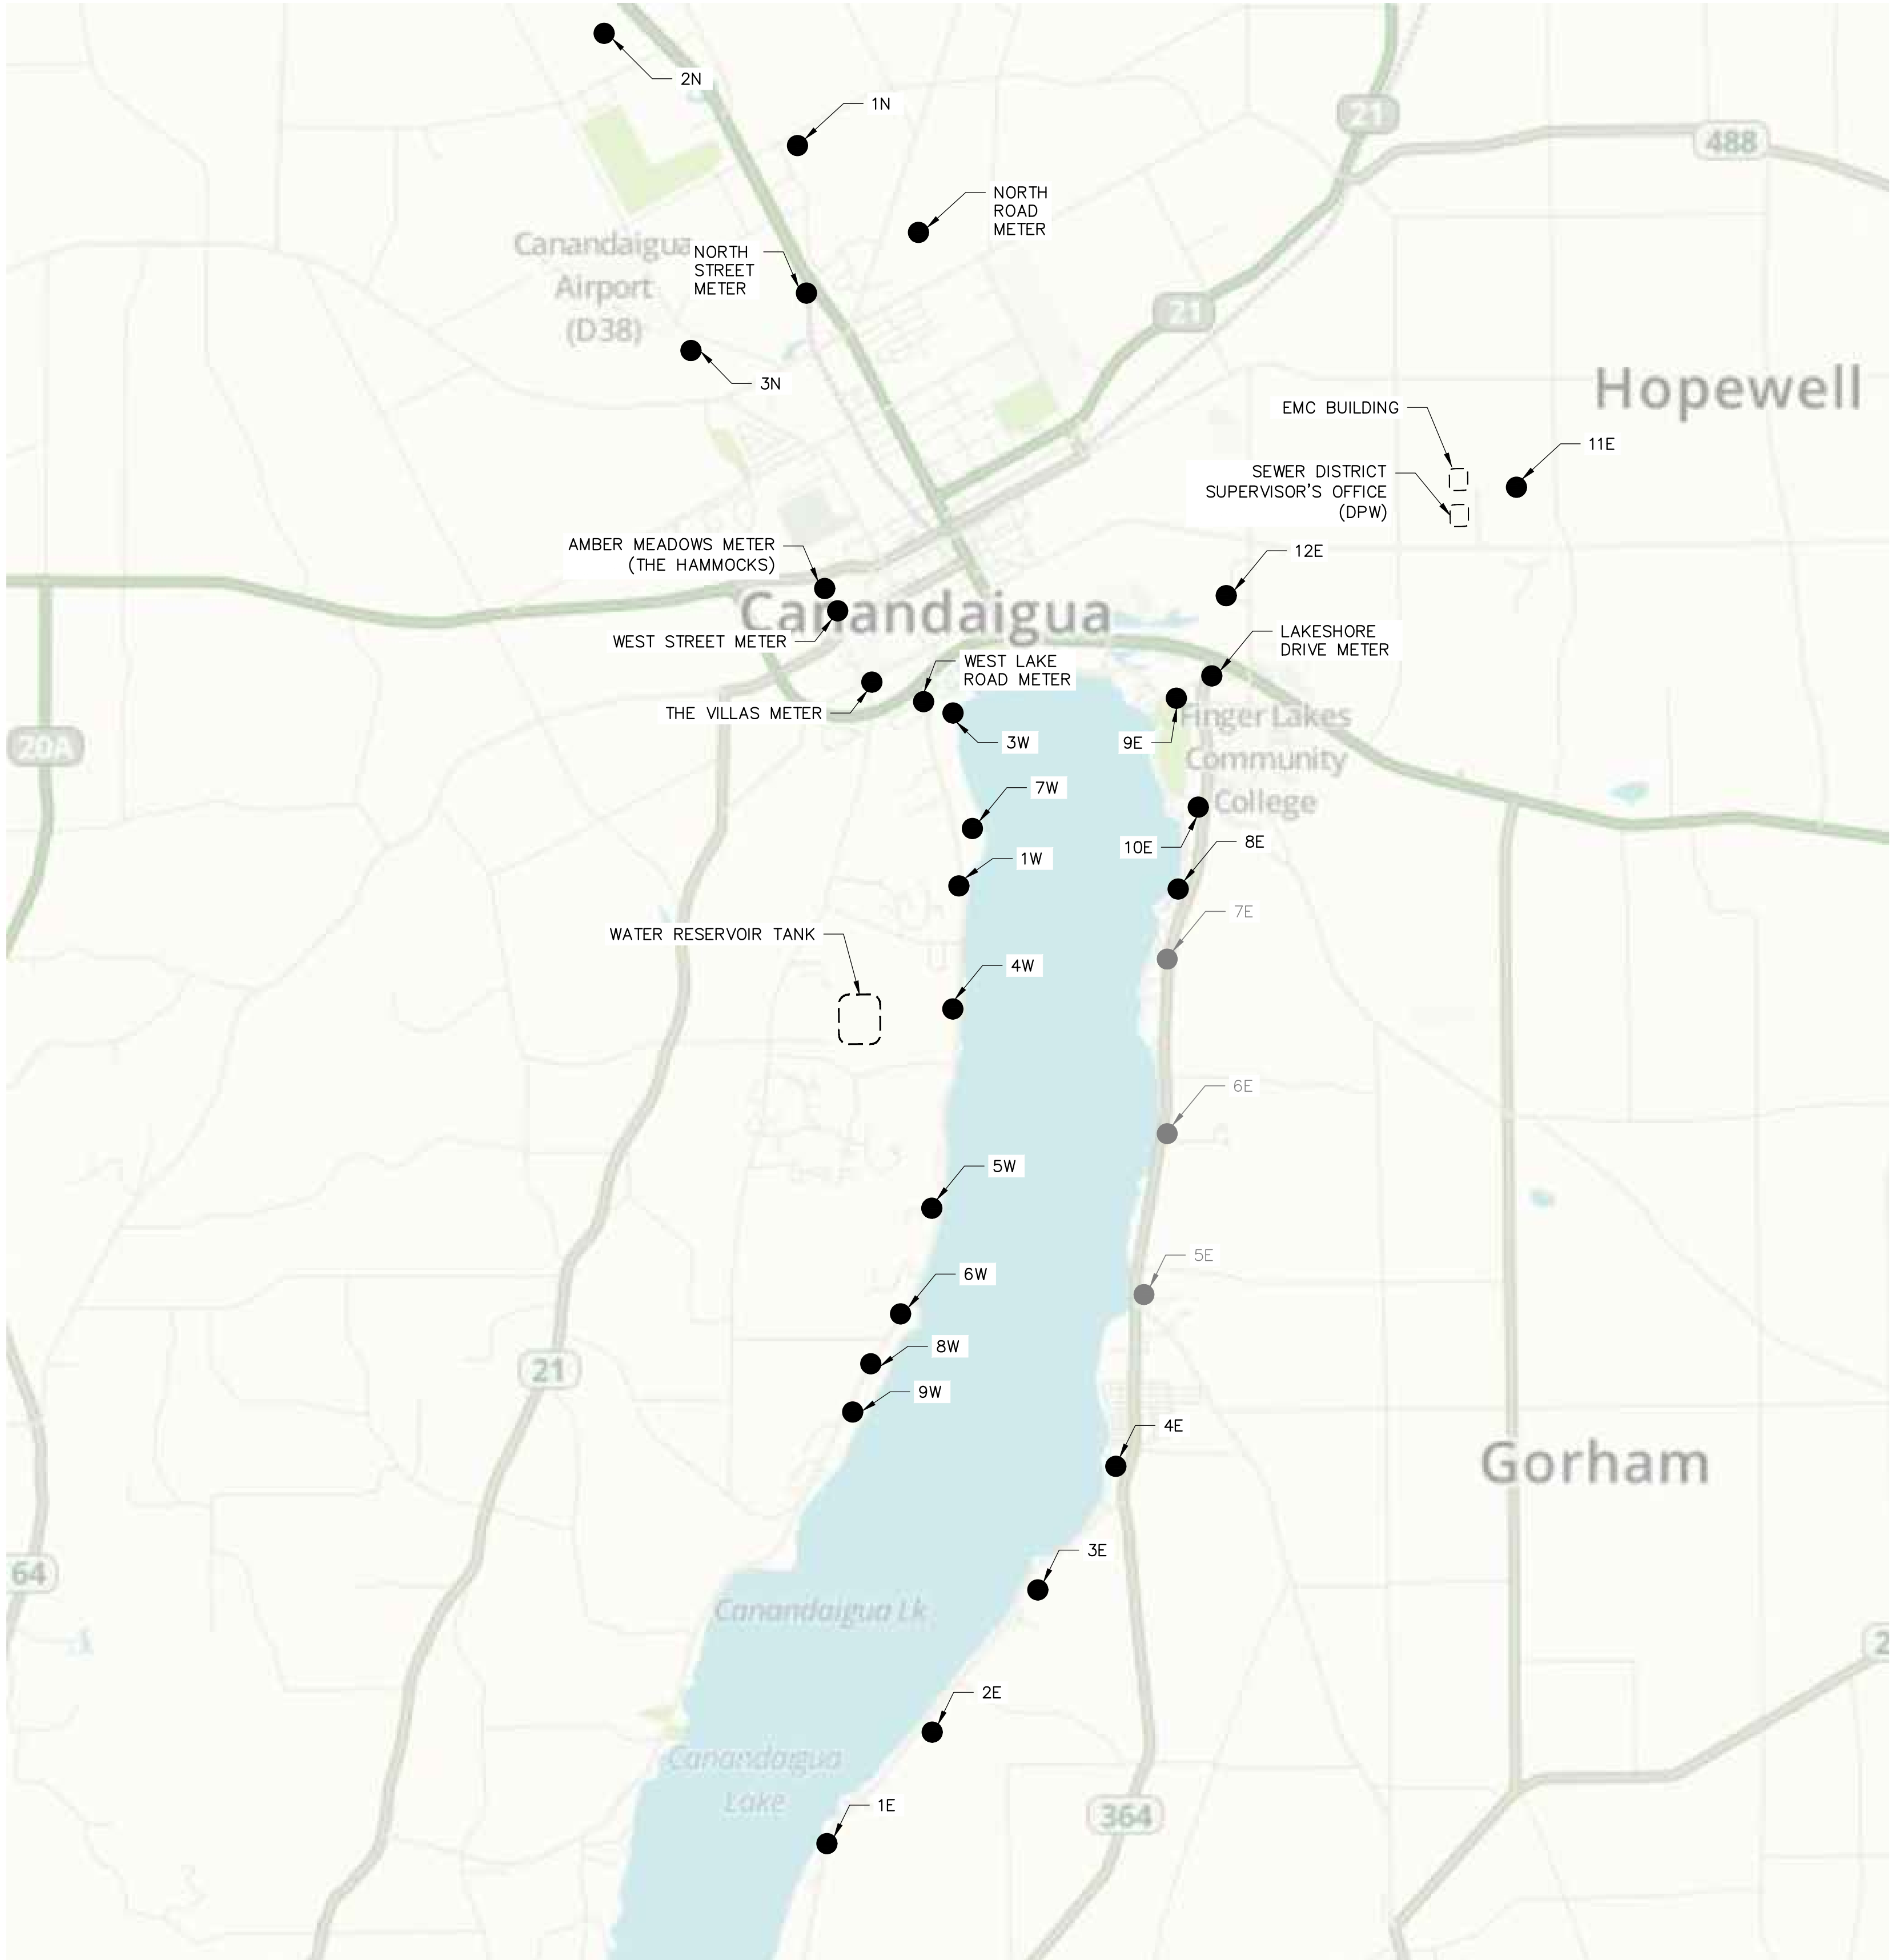 2N
1N
21
488
NORTH
ROAD
METER
Canandaigua
Airport
(D38)
NORTH
STREET
METER
21
3N
Hopewell
EMC BUILDING
11E
SEWER DISTRICT
SUPERVISOR'S OFFICE
(DPW)
AMBER MEADOWS METER
(THE HAMMOCKS)
12E
Canandaigua
WEST STREET METER
LAKESHORE
DRIVE METER
WEST LAKE
ROAD METER
THE VILLAS METER
Finger Lakes
Community
College
3W
9E
20A
7W
10E
8E
1W
7E
WATER RESERVOIR TANK
4W
6E
5W
5E
6W
8W
21
9W
4E
Gorham
3E
64
Canandaigua Lk
2
2E
Canandaigua
Lake
1E
364